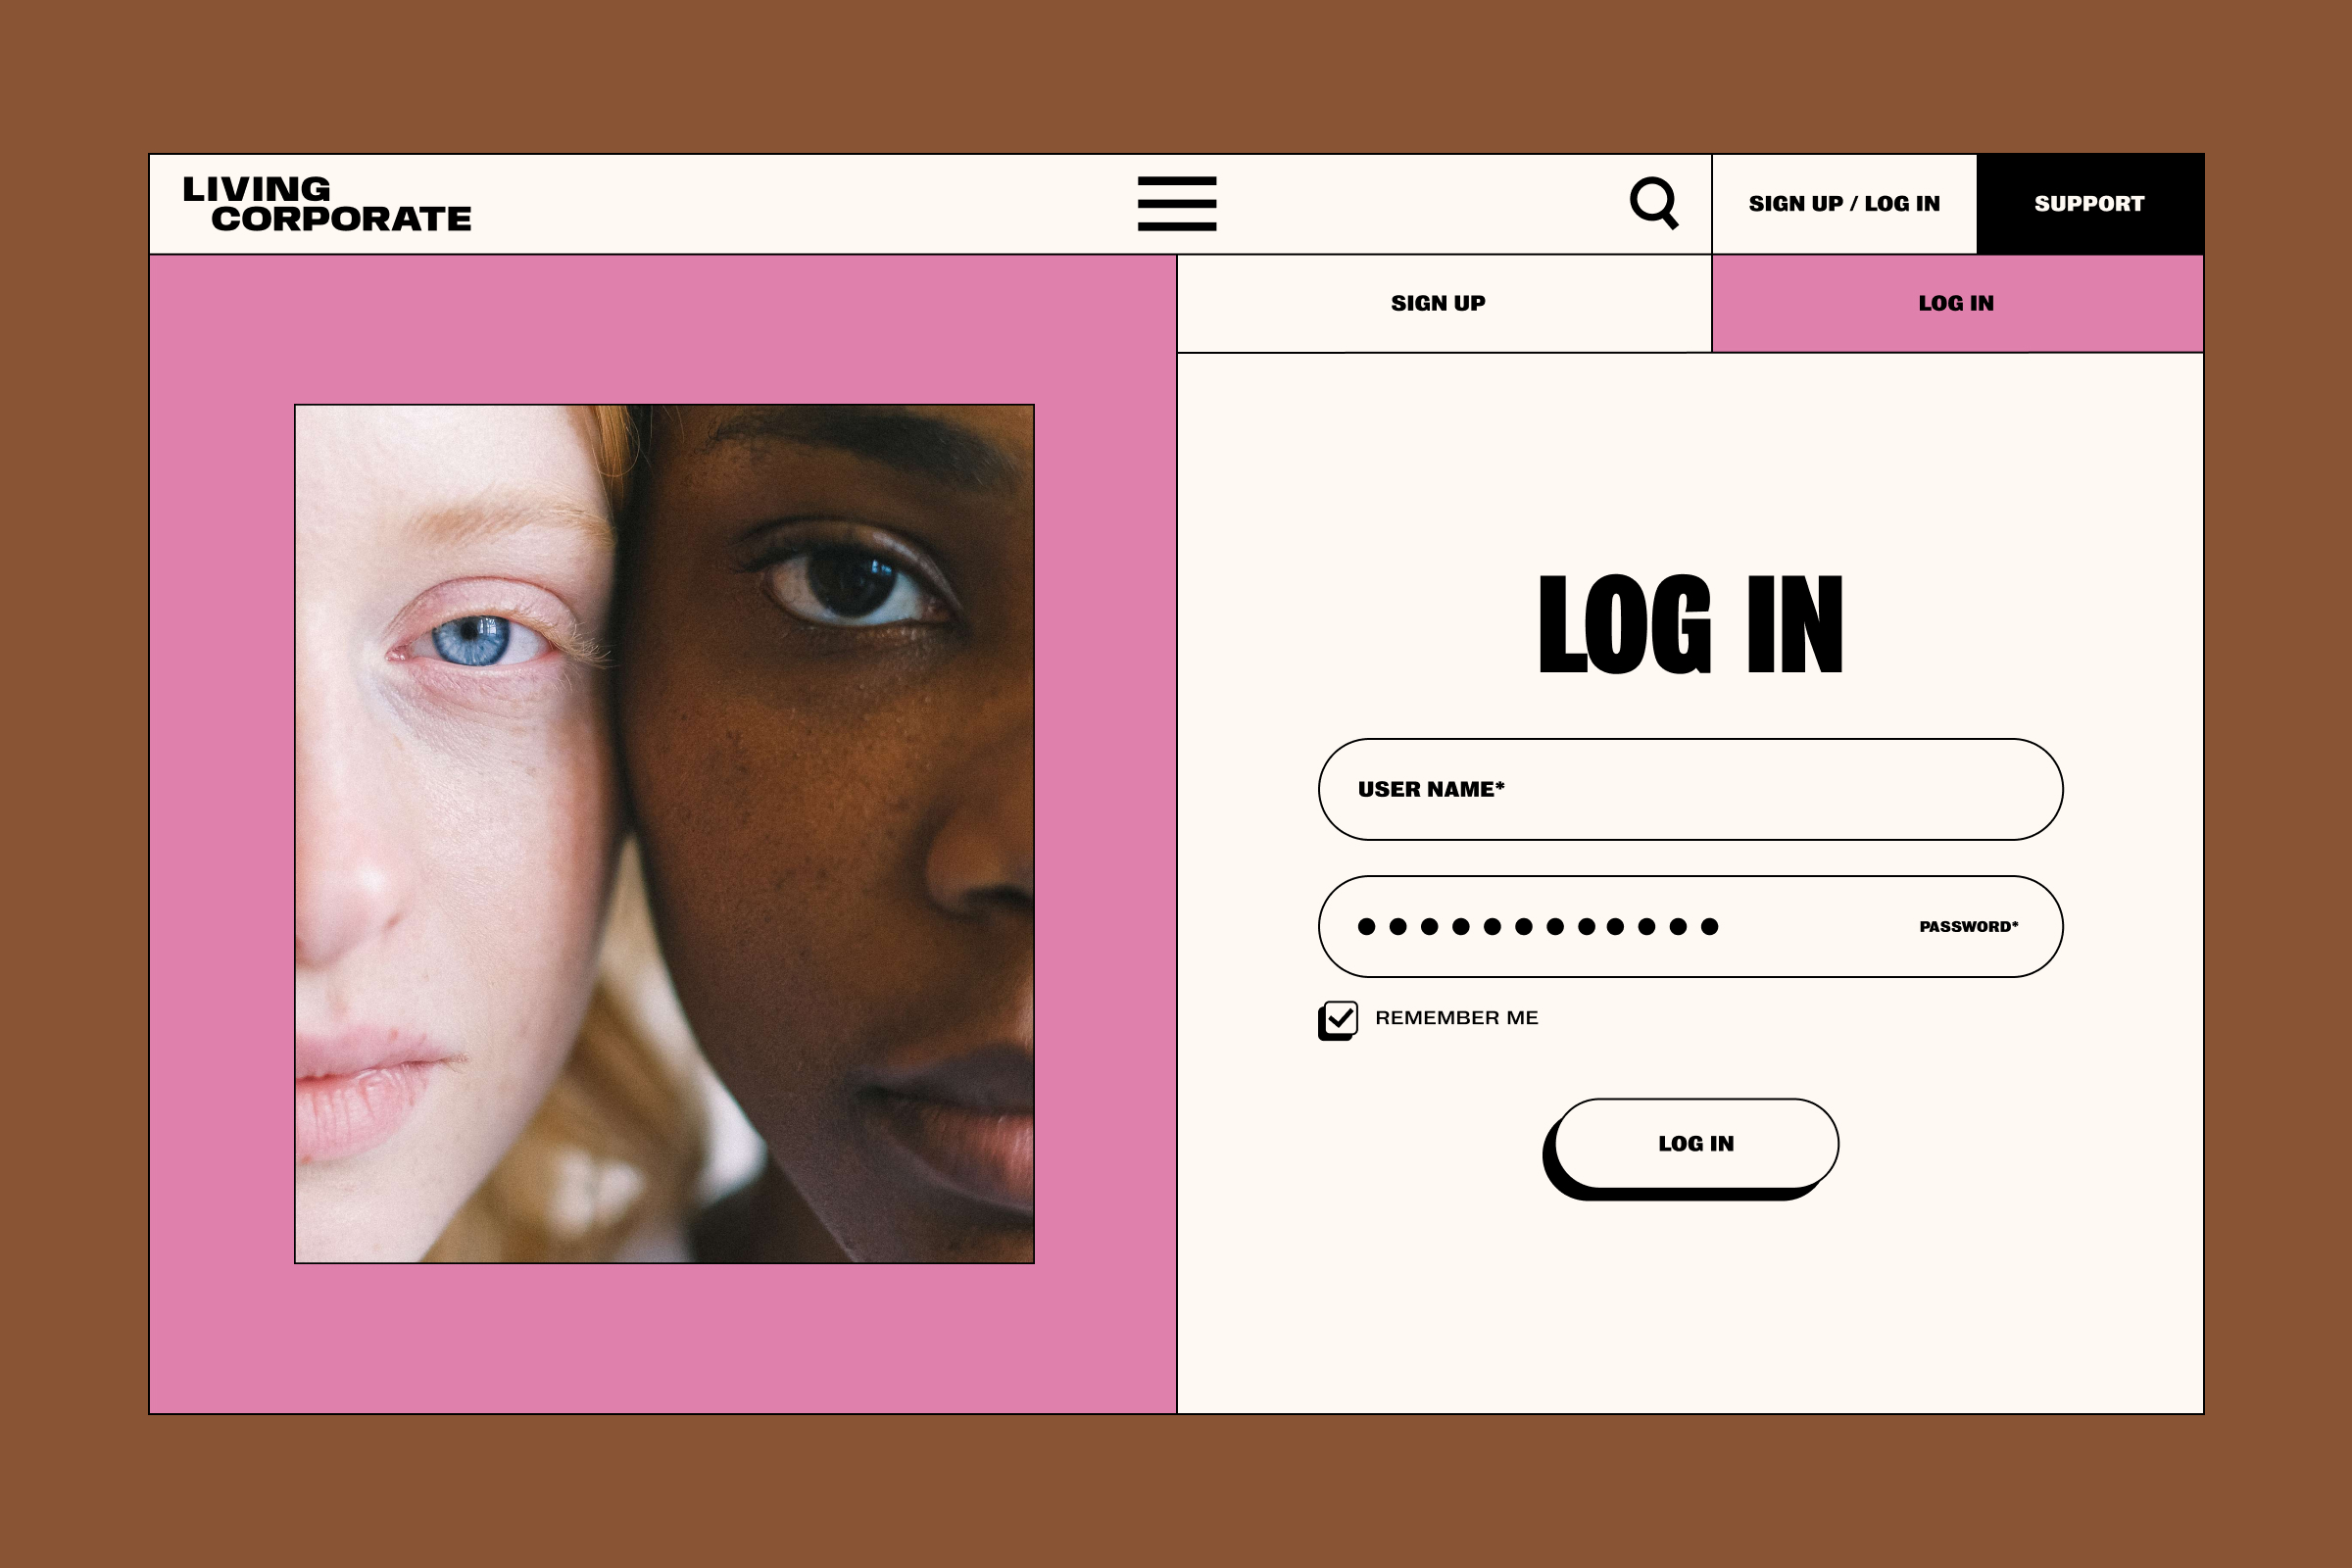 LIVING
CORPORATE
SIGN UP / LOG IN
SUPPORT
SIGN UP
LOG IN
LOG IN
USER NAME*
PASSWORD*
REMEMBER ME
LOG IN